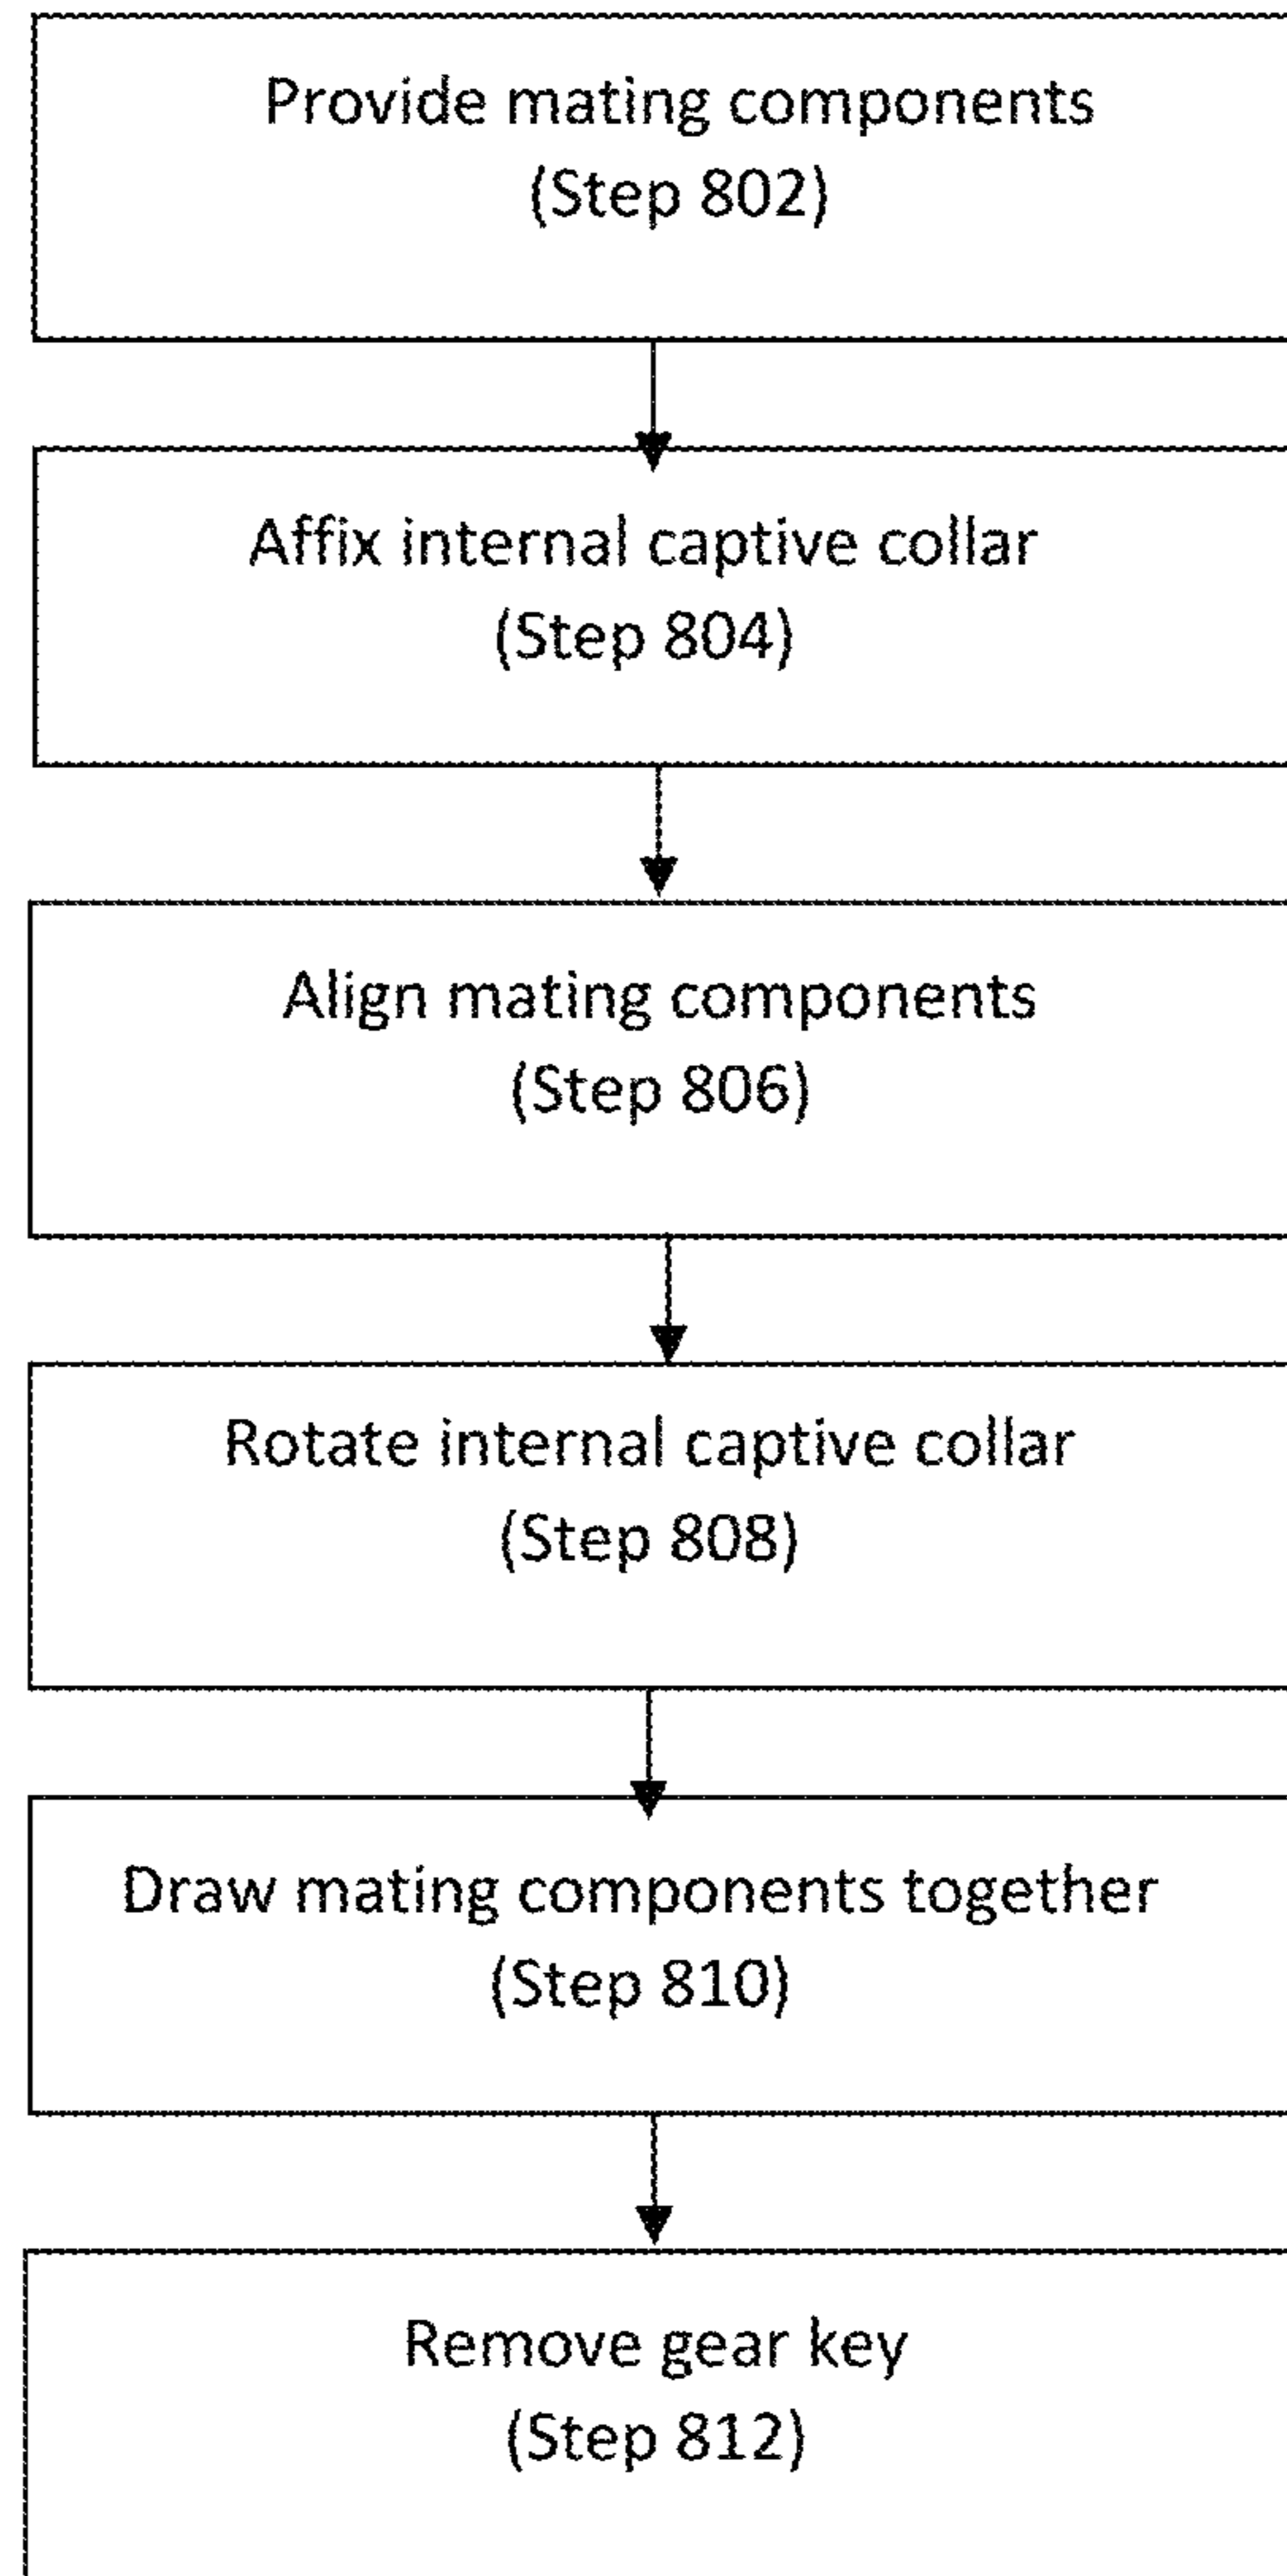 Provide mating components
(Step 802)
Affix internal captive collar
(Step 804)
Align mating components
(Step 806)
Rotate internal captive collar
(Step 808)
Draw mating components together
(Step 810)
Remove gear key
(Step 812)